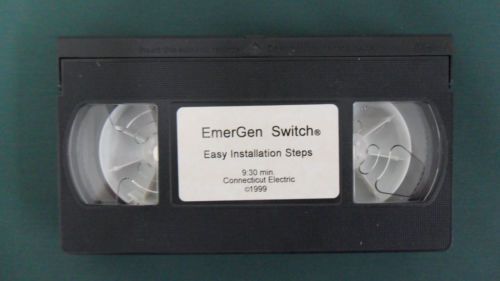 EmerGen Switch®
Easy Installation Steps
9:30 min.
Connecticut Electric
©1999